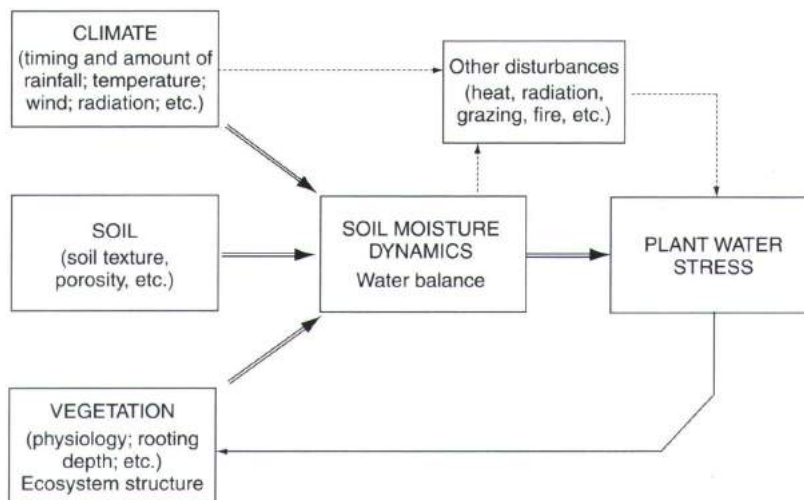 CLIMATE
(timing and amount of
rainfall; temperature;
wind; radiation; etc.)
Other disturbances
(heat, radiation,
grazing, fire, etc.)
SOIL
(soil texture,
porosity, etc.)
SOIL MOISTURE
DYNAMICS
Water balance
PLANT WATER
STRESS
VEGETATION
(physiology; rooting
depth; etc.)
Ecosystem structure